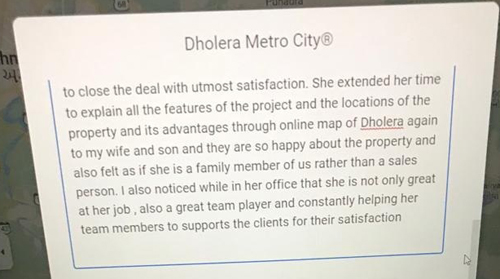 Dholera Metro City®
to close the deal with utmost satisfaction. She extended her time
to explain all the features of the project and the locations of the
property and its advantages through online map of Dholera again
to my wife and son and they are so happy about the property and
also felt as if she is a family member of us rather than a sales
person. I also noticed while in her office that she is not only great
at her job , also a great team player and constantly helping her
team members to supports the clients for their satisfaction